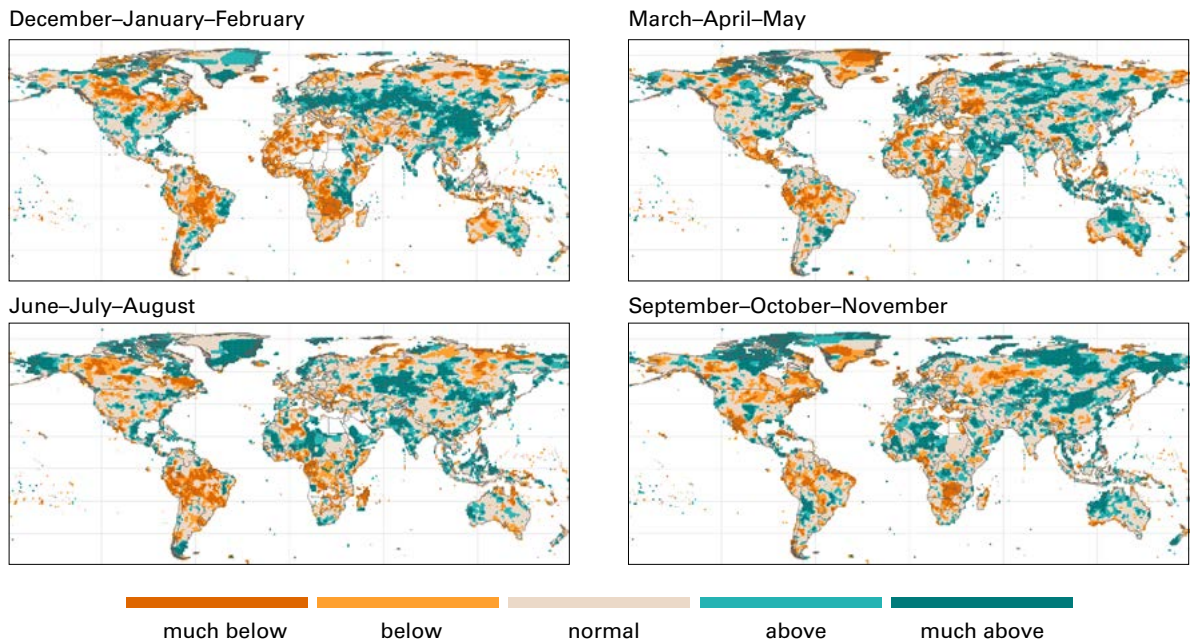 December–January–February
March–April–May
June–July–August
September–October–November
much below
below
normal
above
much above